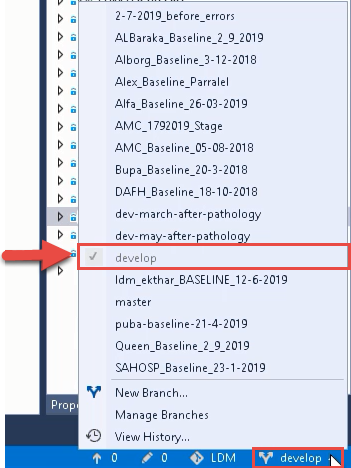 2-7-2019_before_errors
ALBaraka_Baseline_2_9_2019
Alborg_Baseline_3-12-2018
Alex_Baseline_Parralel
Alfa_Baseline_26-03-2019
AMC_1792019_Stage
AMC_Baseline_05-08-2018
Bupa_Baseline_20-3-2018
DAFH_Baseline_18-10-2018
dev-march-after-pathology
dev-may-after-pathology
develop
ldm_ekthar_BASELINE_12-6-2019
master
puba-baseline-21-4-2019
Queen_Baseline_2_9_2019
SAHOSP_Baseline_23-1-2019
New Branch...
Manage Branches
View History...
Prope
0 0 LDM develop